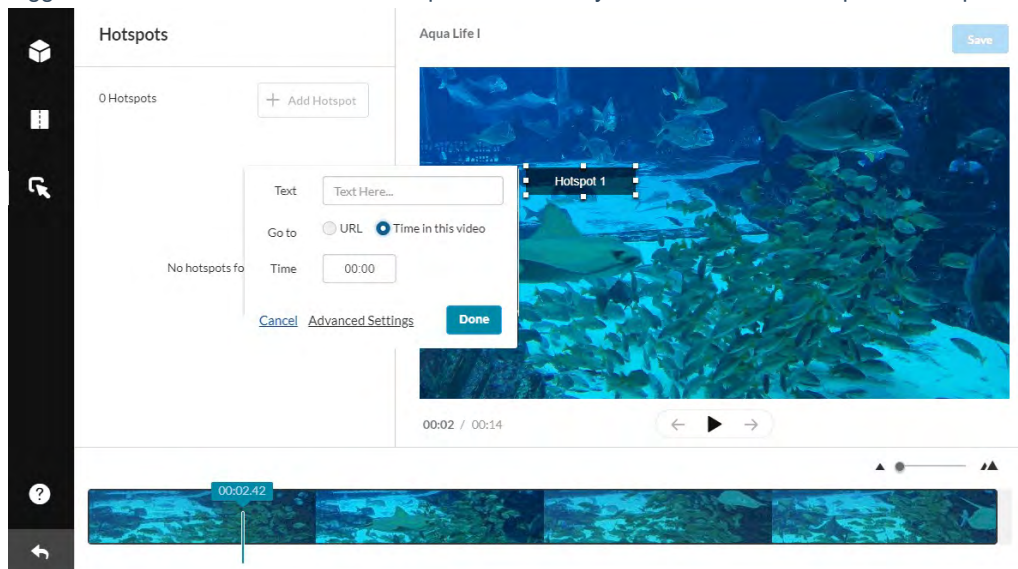 Hotspots
Aqua Life I
Save
0 Hotspots
+ Add Hotspot
Hotspot 1
Text
Text Here...
Go to
URL
Time in this video
No hotspots fo
Time
00:00
Cancel
Advanced Settings
Done
00:02 / 00:14
00:02.42
?